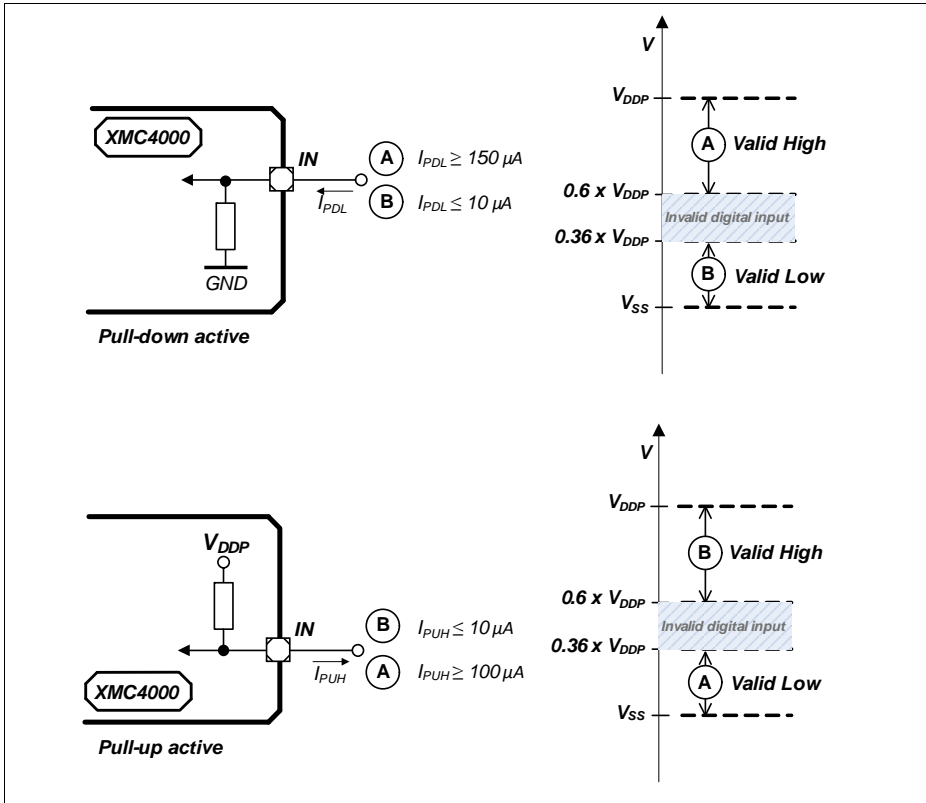 XMC4000
IN
I_PDL
A I_PDL ≥ 150 μA
B I_PDL ≤ 10 μA
GND
Pull-down active
V
V_DDP
A Valid High
0.6 x V_DDP
Invalid digital input
0.36 x V_DDP
B Valid Low
V_SS
V_DDP
IN
I_PUH
B I_PUH ≤ 10 μA
A I_PUH ≥ 100 μA
XMC4000
Pull-up active
V
V_DDP
B Valid High
0.6 x V_DDP
Invalid digital input
0.36 x V_DDP
A Valid Low
V_SS